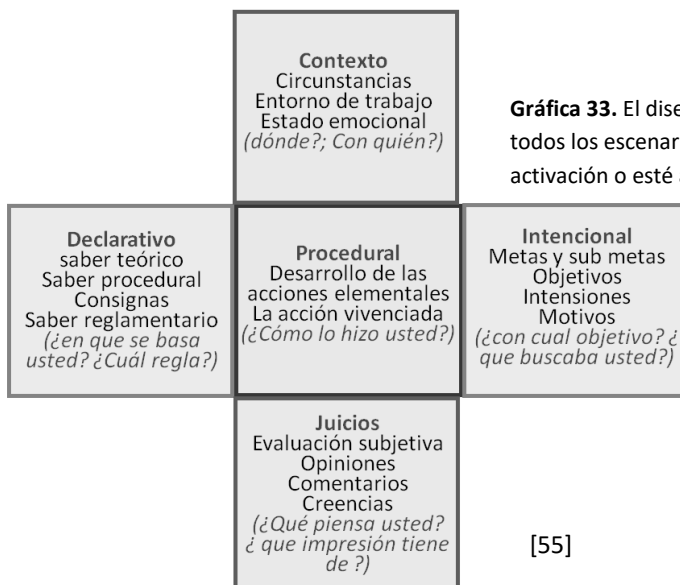 Contexto
Circunstancias
Entorno de trabajo
Estado emocional
(dónde?; Con quién?)
Gráfica 33. El dise
todos los escenar
activación o esté
Declarativo
saber teórico
Saber procedural
Consignas
Saber reglamentario
(¿en que se basa
usted? ¿Cuál regla?)
Procedural
Desarrollo de las
acciones elementales
La acción vivenciada
(¿Cómo lo hizo usted?)
Intencional
Metas y sub metas
Objetivos
Intensiones
Motivos
(¿con cual objetivo? ¿
que buscaba usted?)
Juicios
Evaluación subjetiva
Opiniones
Comentarios
Creencias
(¿Qué piensa usted?
¿ que impresión tiene
de ?)
[55]